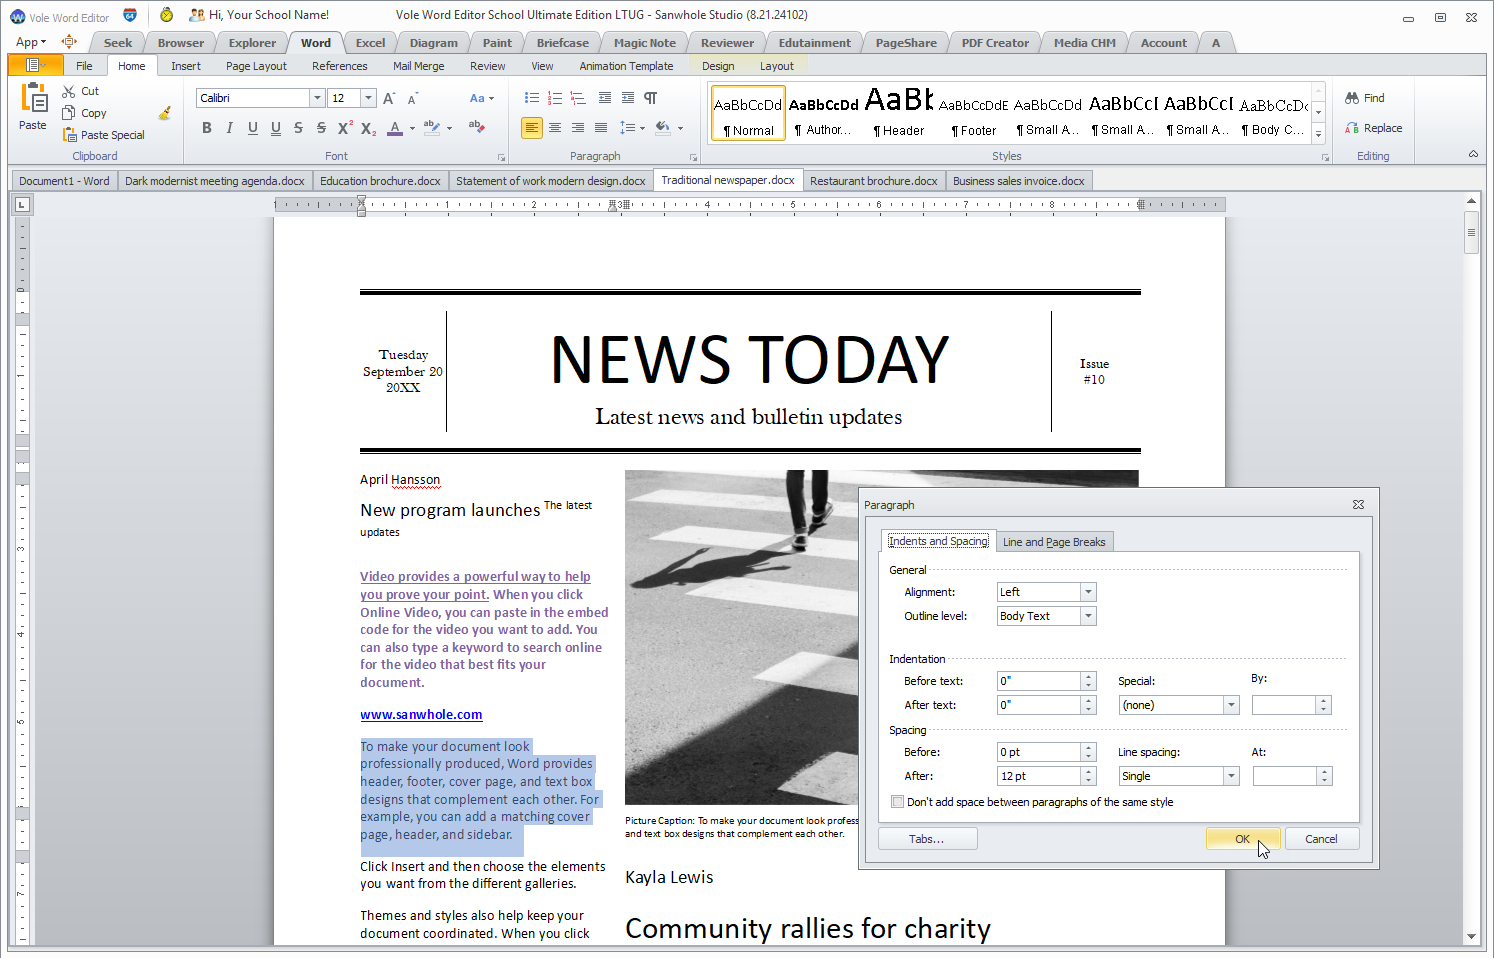 Vole Word Editor
64
Hi, Your School Name!
Vole Word Editor School Ultimate Edition LTUG - Sanwhole Studio (8.21.24102)
App
Seek
Browser
Explorer
Word
Excel
Diagram
Paint
Briefcase
Magic Note
Reviewer
Edutainment
PageShare
PDF Creator
Media CHM
Account
A
File
Home
Insert
Page Layout
References
Mail Merge
Review
View
Animation Template
Design
Layout
Paste
Cut
Copy
Paste Special
Clipboard
Calibri
12
Font
Paragraph
AaBbCcDd
¶ Normal
AaBbCcDd
¶ Author...
AaBb
¶ Header
AaBbCcDdE
¶ Footer
AaBbCcDd
¶ Small A...
AaBbCcI
¶ Small A...
AaBbCcI
¶ Small A...
AaBbCcDc
¶ Body C...
Styles
Find
Replace
Editing
Document1 - Word
Dark modernist meeting agenda.docx
Education brochure.docx
Statement of work modern design.docx
Traditional newspaper.docx
Restaurant brochure.docx
Business sales invoice.docx
1 1 2 3 4 5 6 7 8
Tuesday
September 20
20XX
NEWS TODAY
Latest news and bulletin updates
Issue
#10
April Hansson
New program launches The latest
updates
Video provides a powerful way to help
you prove your point. When you click
Online Video, you can paste in the embed
code for the video you want to add. You
can also type a keyword to search online
for the video that best fits your
document.
www.sanwhole.com
To make your document look
professionally produced, Word provides
header, footer, cover page, and text box
designs that complement each other. For
example, you can add a matching cover
page, header, and sidebar.
Click Insert and then choose the elements
you want from the different galleries.
Themes and styles also help keep your
document coordinated. When you click
Picture Caption: To make your document look profess
and text box designs that complement each other.
Kayla Lewis
Community rallies for charity
Paragraph
Indents and Spacing
Line and Page Breaks
General
Alignment:
Left
Outline level:
Body Text
Indentation
Before text:
0"
Special:
By:
After text:
0"
(none)
Spacing
Before:
0 pt
Line spacing:
At:
After:
12 pt
Single
Don't add space between paragraphs of the same style
Tabs...
OK
Cancel